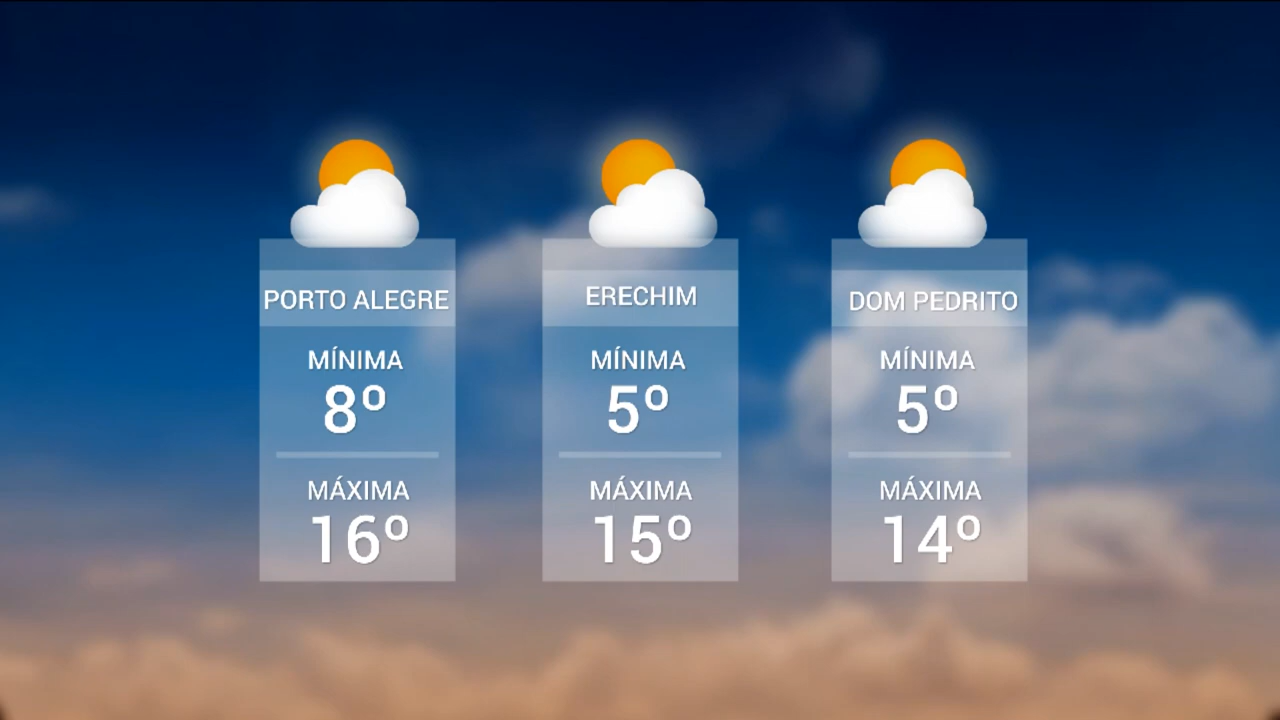 PORTO ALEGRE
MÍNIMA
8º
MÁXIMA
16º
ERECHIM
MÍNIMA
5º
MÁXIMA
15º
DOM PEDRITO
MÍNIMA
5º
MÁXIMA
14º